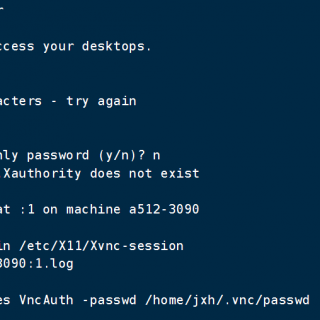 ccess your desktops.
acters - try again
nly password (y/n)? n
.Xauthority does not exist
at :1 on machine a512-3090
in /etc/X11/Xvnc-session
3090:1.log
es VncAuth -passwd /home/jxh/.vnc/passwd